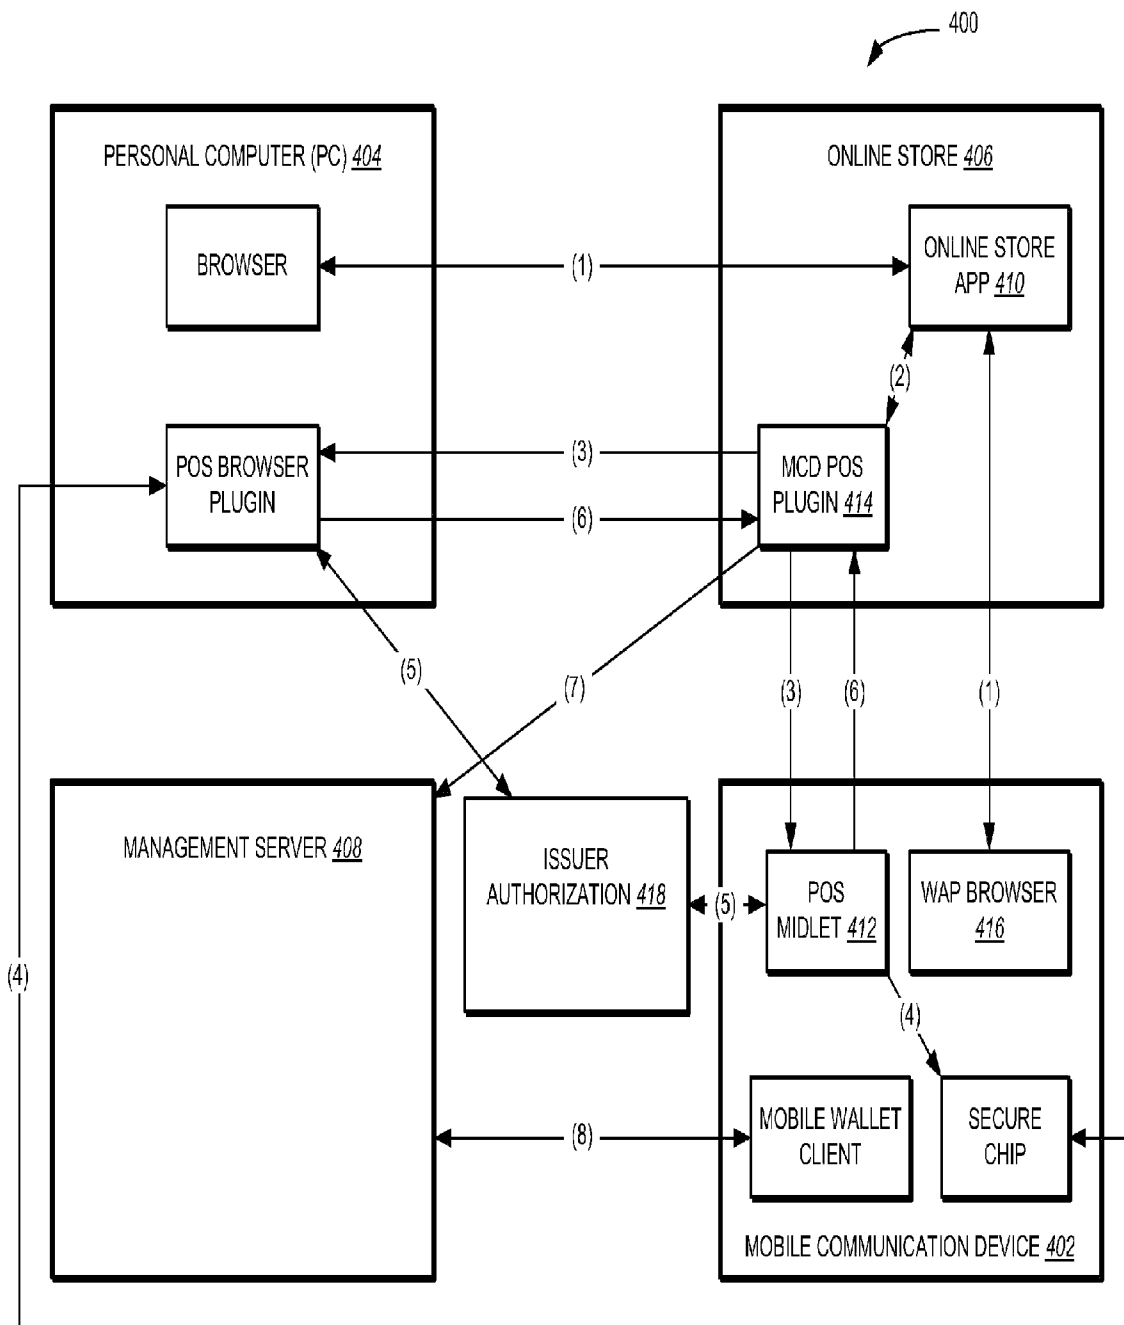 400
PERSONAL COMPUTER (PC) 404
ONLINE STORE 406
BROWSER
(1)
ONLINE STORE
APP 410
(2)
POS BROWSER
PLUGIN
(3)
(6)
MCD POS
PLUGIN 414
(5)
(7)
(3)
(6)
(1)
MANAGEMENT SERVER 408
ISSUER
AUTHORIZATION 418
(5)
POS
MIDLET 412
WAP BROWSER
416
(4)
(4)
(8)
MOBILE WALLET
CLIENT
SECURE
CHIP
MOBILE COMMUNICATION DEVICE 402